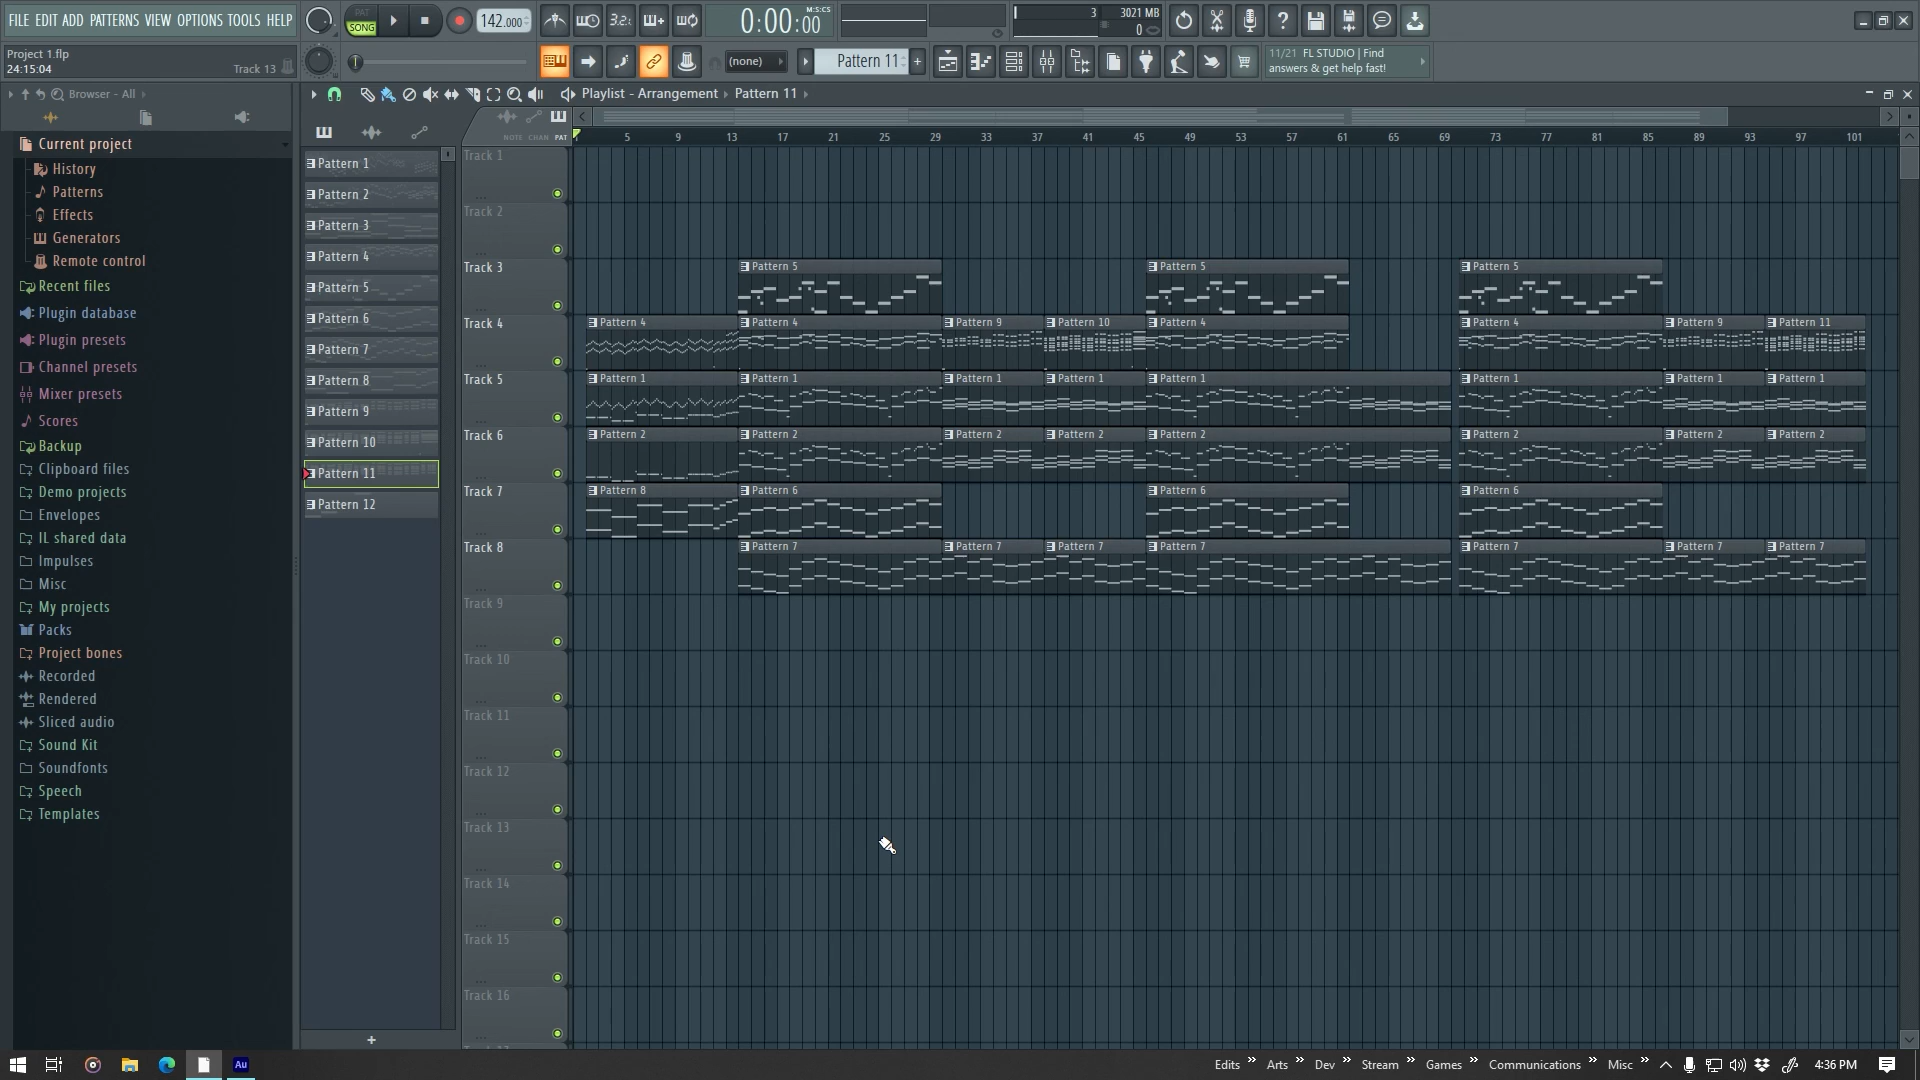 FILE EDIT ADD PATTERNS VIEW OPTIONS TOOLS HELP
PAT
SONG
142.000
3.2.
0:00:00
M:S:CS
3
3021 MB
0
Project 1.flp
24:15:04
Track 13
(none)
Pattern 11
11/21 FL STUDIO | Find
answers & get help fast!
Browser - All
Playlist - Arrangement
Pattern 11
NOTE CHAN PAT
5 9 13 17 21 25 29 33 37 41 45 49 53 57 61 65 69 73 77 81 85 89 93 97 101
Current project
History
Patterns
Effects
Generators
Remote control
Recent files
Plugin database
Plugin presets
Channel presets
Mixer presets
Scores
Backup
Clipboard files
Demo projects
Envelopes
IL shared data
Impulses
Misc
My projects
Packs
Project bones
Recorded
Rendered
Sliced audio
Sound Kit
Soundfonts
Speech
Templates
Pattern 1
Pattern 2
Pattern 3
Pattern 4
Pattern 5
Pattern 6
Pattern 7
Pattern 8
Pattern 9
Pattern 10
Pattern 11
Pattern 12
+
Track 1
Track 2
Track 3
Pattern 5 Pattern 5 Pattern 5
Track 4
Pattern 4 Pattern 4 Pattern 9 Pattern 10 Pattern 4 Pattern 4 Pattern 9 Pattern 11
Track 5
Pattern 1 Pattern 1 Pattern 1 Pattern 1 Pattern 1 Pattern 1 Pattern 1 Pattern 1
Track 6
Pattern 2 Pattern 2 Pattern 2 Pattern 2 Pattern 2 Pattern 2 Pattern 2 Pattern 2
Track 7
Pattern 8 Pattern 6 Pattern 6 Pattern 6
Track 8
Pattern 7 Pattern 7 Pattern 7 Pattern 7 Pattern 7 Pattern 7 Pattern 7
Track 9
Track 10
Track 11
Track 12
Track 13
Track 14
Track 15
Track 16
Au
Edits » Arts » Dev » Stream » Games » Communications » Misc »
4:36 PM